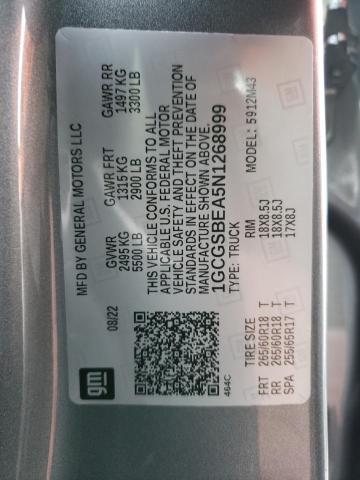 MFD BY GENERAL MOTORS LLC
08/22
GVWR
2495 KG
5500 LB
GAWR FRT
1315 KG
2900 LB
GAWR RR
1497 KG
3300 LB
THIS VEHICLE CONFORMS TO ALL
APPLICABLE U.S. FEDERAL MOTOR
VEHICLE SAFETY AND THEFT PREVENTION
STANDARDS IN EFFECT ON THE DATE OF
MANUFACTURE SHOWN ABOVE.
1GCGSBEA5N1268999
TYPE: TRUCK MODEL: 5912M43
gm
464C
TIRE SIZE RIM
FRT 265/60R18 T 18X8.5J
RR 265/60R18 T 18X8.5J
SPA 255/65R17 T 17X8J